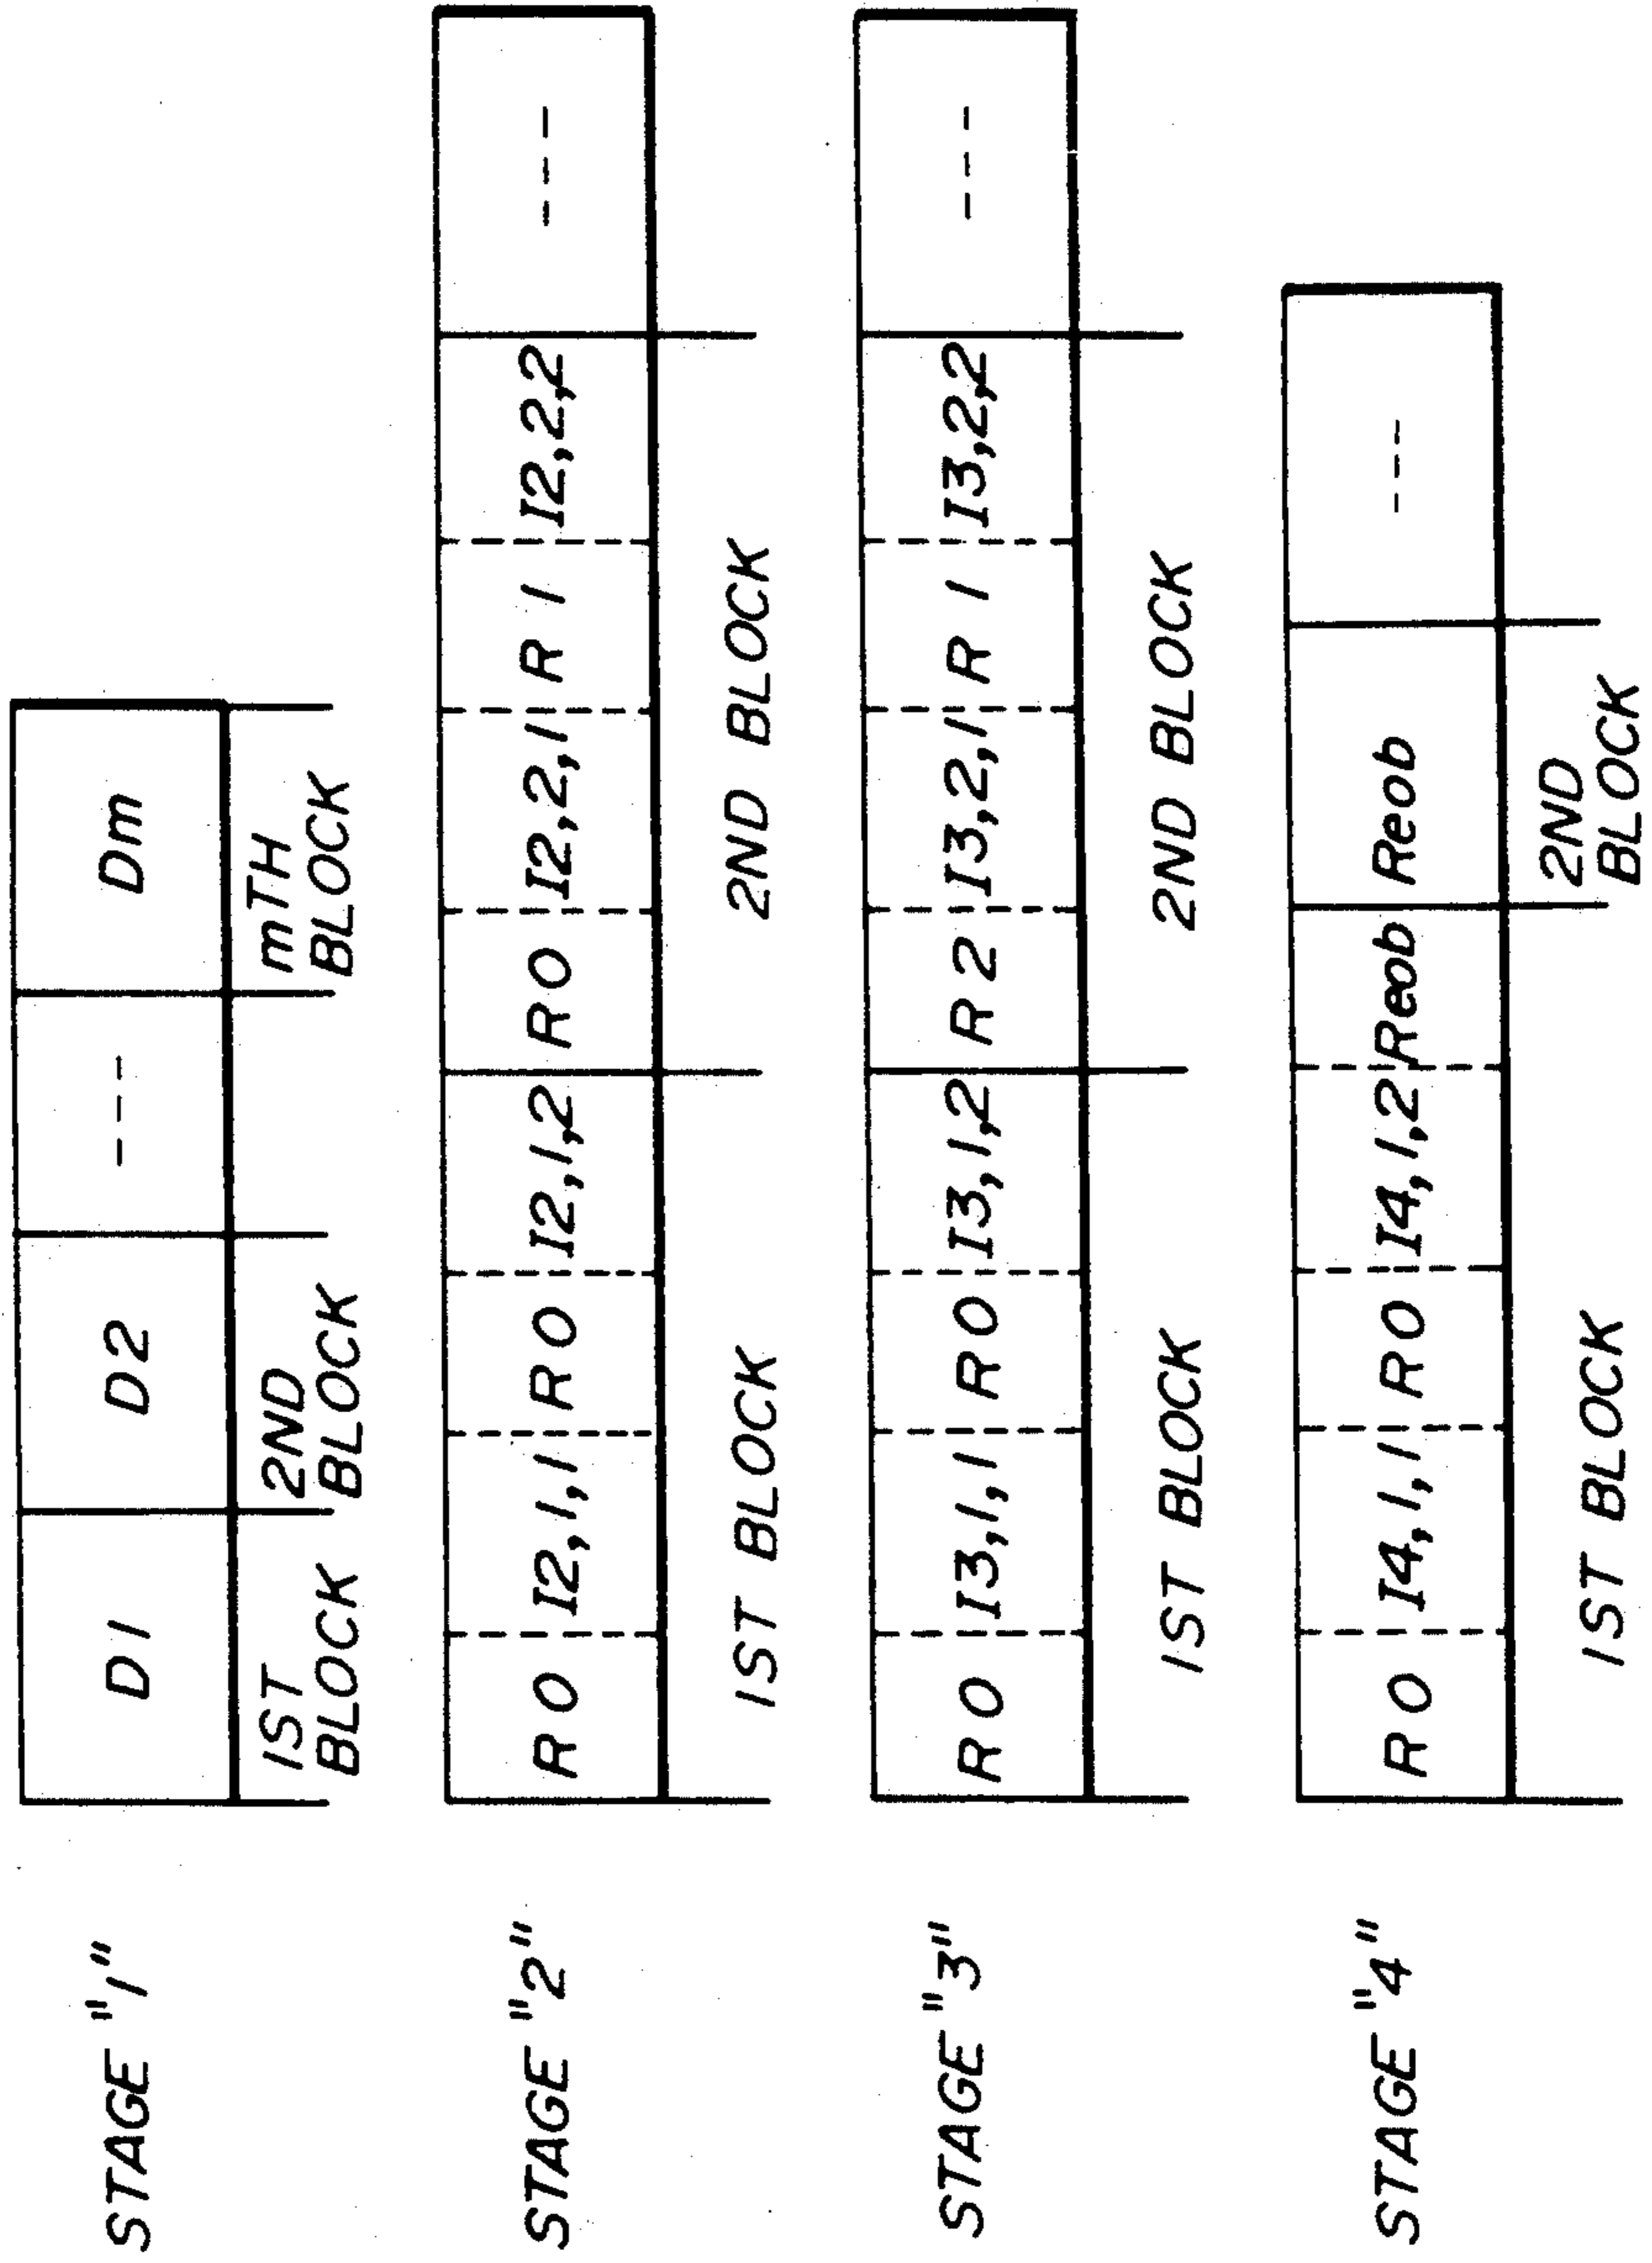 STAGE "1" D1 D2 --- Dm
1ST BLOCK 2ND BLOCK mTH BLOCK
STAGE "2" R0 I2,1,1 R0 I2,1,2 R0 I2,2,1 R1 I2,2,2 ---
1ST BLOCK 2ND BLOCK
STAGE "3" R0 I3,1,1 R0 I3,1,2 R2 I3,2,1 R1 I3,2,2 ---
1ST BLOCK 2ND BLOCK
STAGE "4" R0 I4,1,1 R0 I4,1,2 Reob Reob ---
1ST BLOCK 2ND BLOCK